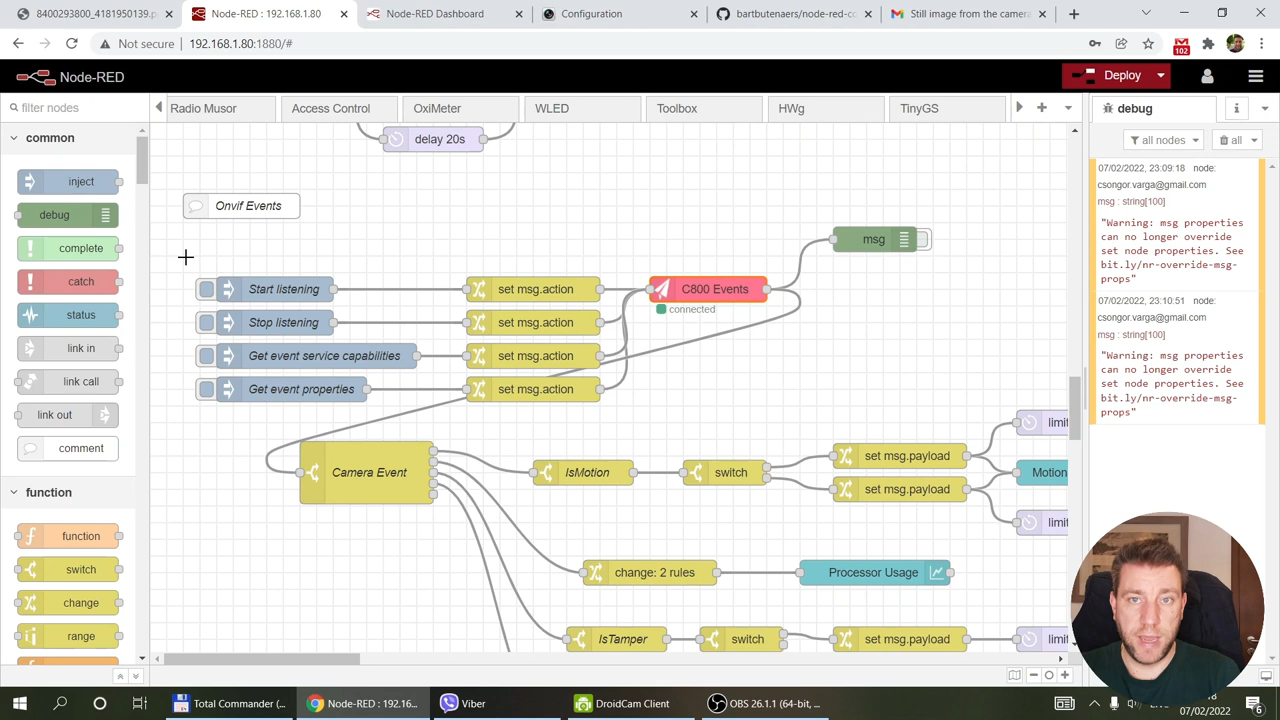 8400293800_4181950139.p
Node-RED : 192.168.1.80
Node-RED Dashboard
Configuration
bartbutenaers/node-red-co
Still image from the camera
Not secure
192.168.1.80:1880/#
102
Node-RED
Deploy
filter nodes
Radio Musor
Access Control
OxiMeter
WLED
Toolbox
HWg
TinyGS
debug
i
common
inject
debug
complete
catch
status
link in
link call
link out
comment
function
function
switch
change
range
delay 20s
Onvif Events
msg
Start listening
set msg.action
C800 Events
connected
Stop listening
set msg.action
Get event service capabilities
set msg.action
Get event properties
set msg.action
Camera Event
IsMotion
switch
set msg.payload
set msg.payload
limit
Motion
limit
change: 2 rules
Processor Usage
IsTamper
switch
set msg.payload
limit
all nodes
all
07/02/2022, 23:09:18 node:
csongor.varga@gmail.com
msg : string[100]
"Warning: msg properties
can no longer override
set node properties. See
bit.ly/nr-override-msg-
props"
07/02/2022, 23:10:51 node:
csongor.varga@gmail.com
msg : string[100]
"Warning: msg properties
can no longer override
set node properties. See
bit.ly/nr-override-msg-
props"
Total Commander (...
Node-RED : 192.16...
Viber
DroidCam Client
OBS 26.1.1 (64-bit, ...
07/02/2022
6